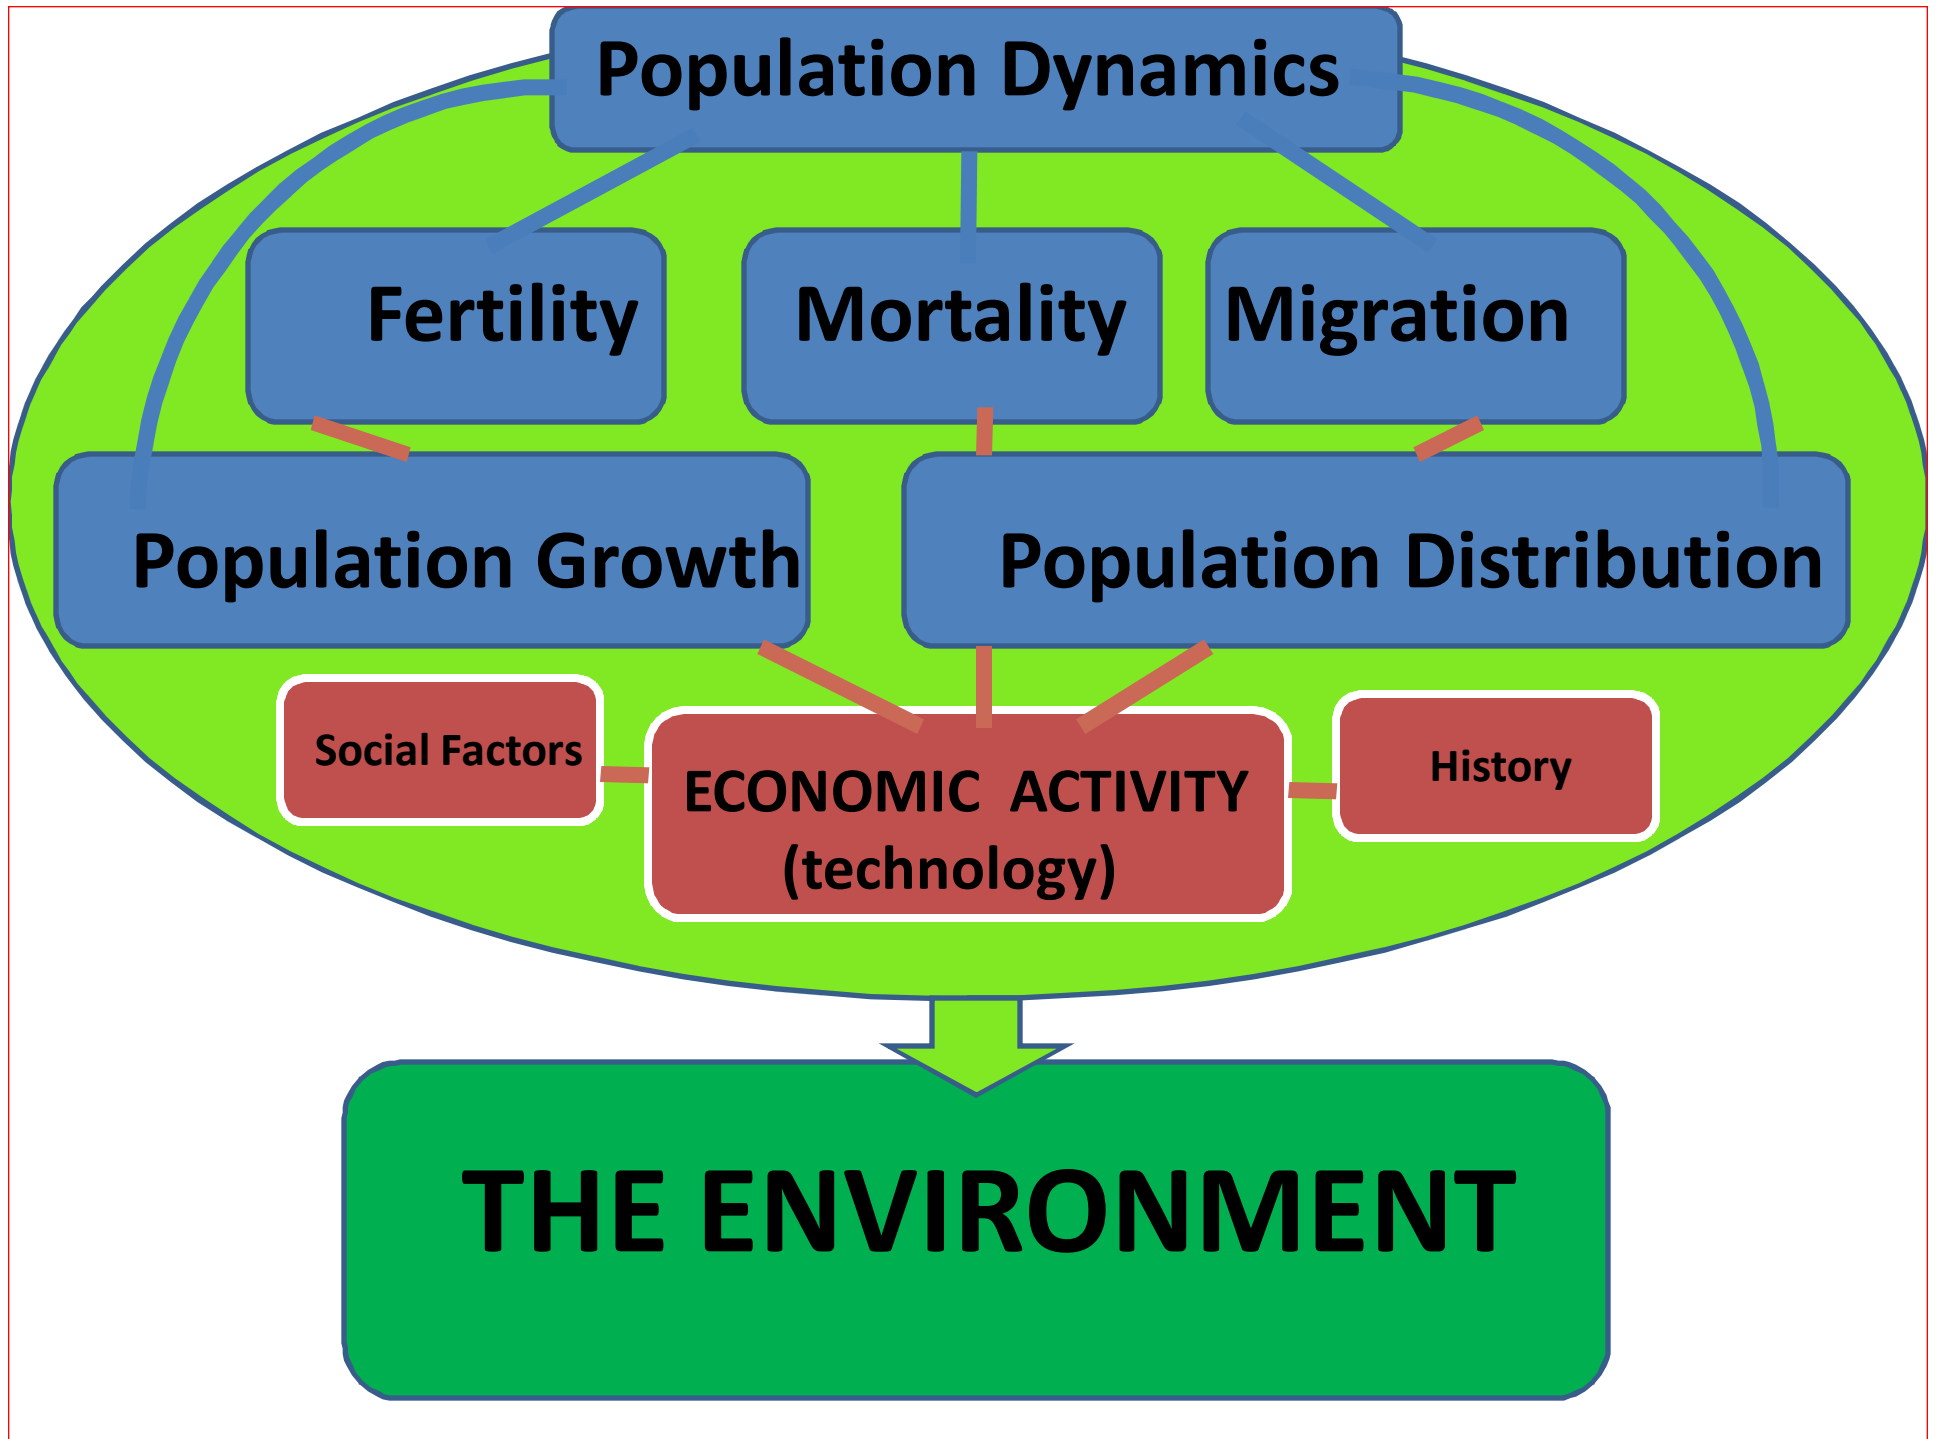 Population Dynamics
Fertility
Mortality
Migration
Population Growth
Population Distribution
Social Factors
ECONOMIC ACTIVITY
(technology)
History
THE ENVIRONMENT